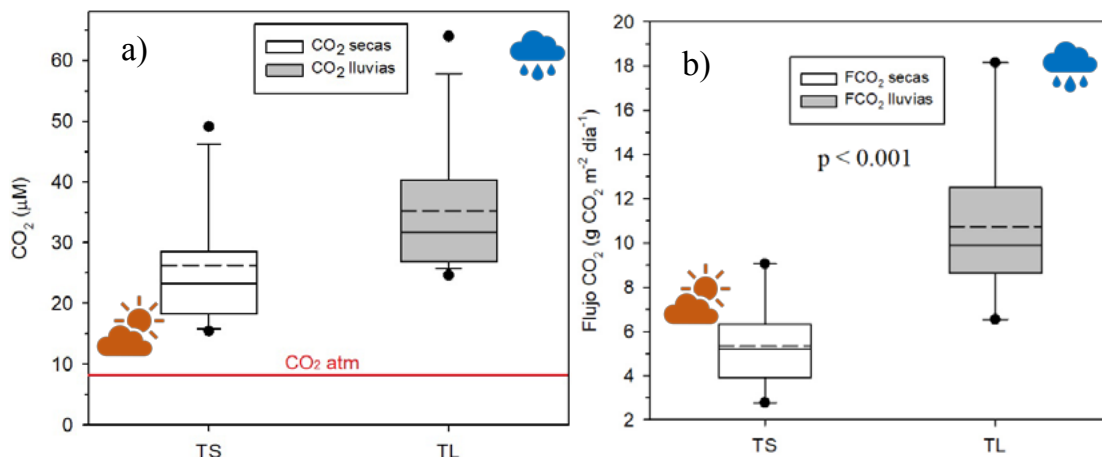 a)
CO₂ secas
CO₂ lluvias
60
50
40
30
20
10
0
CO₂ (µM)
CO₂ atm
TS
TL
b)
FCO₂ secas
FCO₂ lluvias
p < 0.001
20
18
16
14
12
10
8
6
4
2
Flujo CO₂ (g CO₂ m⁻² dia⁻¹)
TS
TL